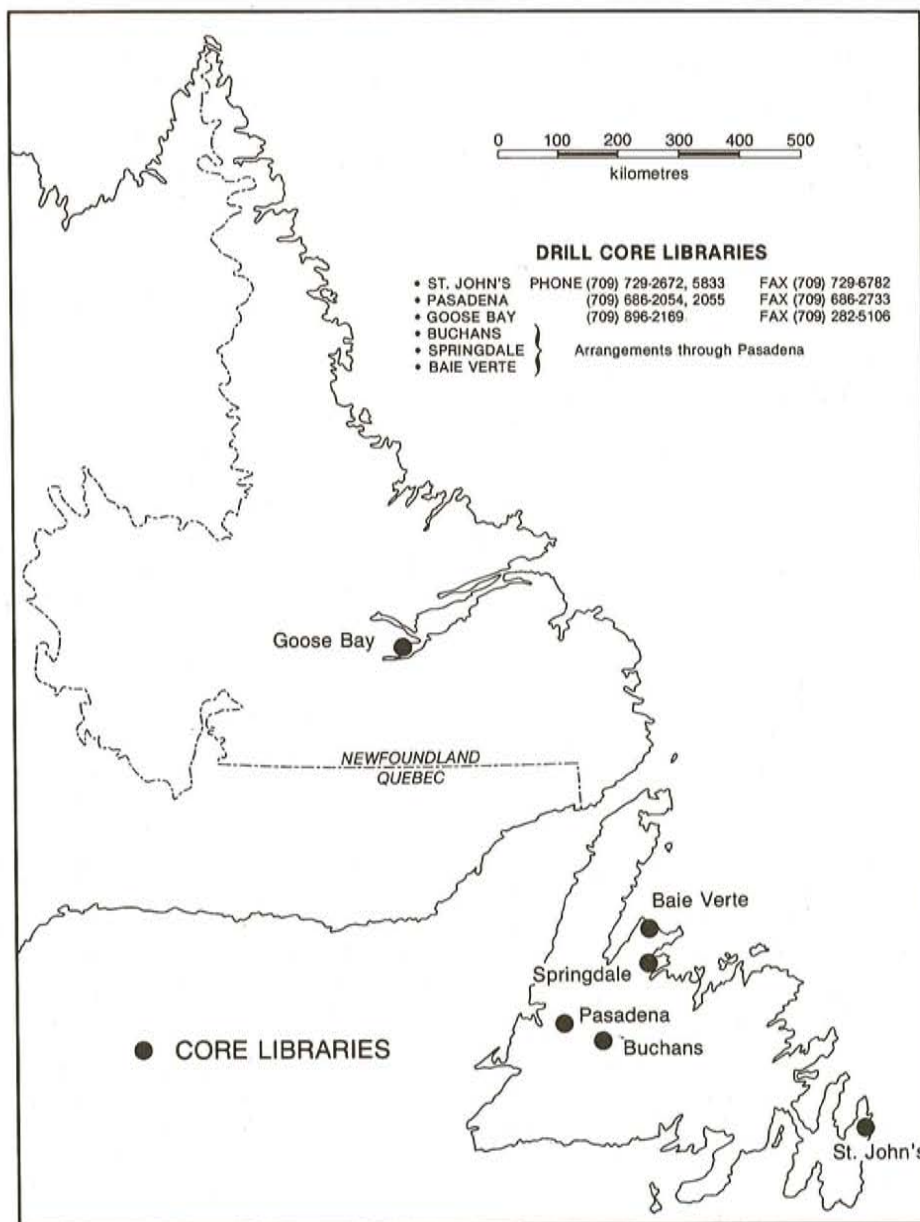 0 100 200 300 400 500
kilometres
DRILL CORE LIBRARIES
• ST. JOHN'S PHONE (709) 729-2672, 5833 FAX (709) 729-6782
• PASADENA (709) 686-2054, 2055 FAX (709) 686-2733
• GOOSE BAY (709) 896-2169 FAX (709) 282-5106
• BUCHANS
• SPRINGDALE } Arrangements through Pasadena
• BAIE VERTE
Goose Bay
NEWFOUNDLAND
QUEBEC
Baie Verte
Springdale
Pasadena
Buchans
● CORE LIBRARIES
St. John's